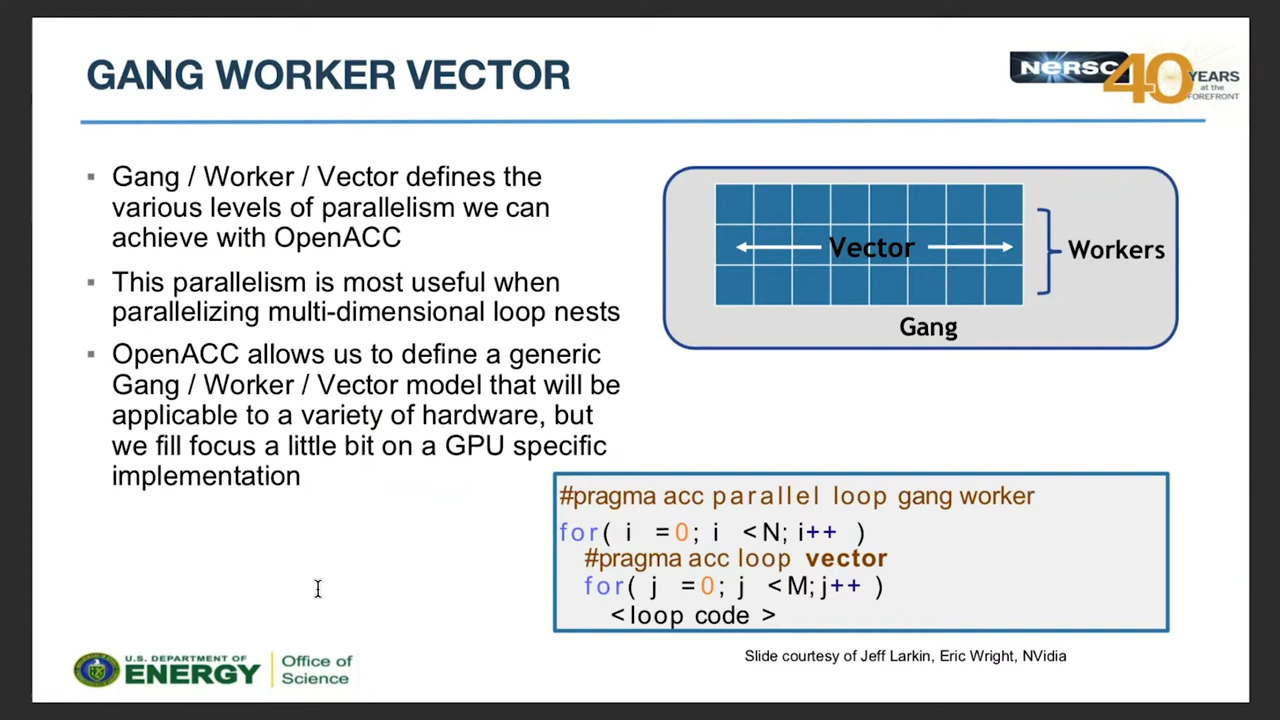 GANG WORKER VECTOR
NERSC 40 YEARS
at the
FOREFRONT
▪ Gang / Worker / Vector defines the
various levels of parallelism we can
achieve with OpenACC
▪ This parallelism is most useful when
parallelizing multi-dimensional loop nests
▪ OpenACC allows us to define a generic
Gang / Worker / Vector model that will be
applicable to a variety of hardware, but
we fill focus a little bit on a GPU specific
implementation
Vector
Workers
Gang
#pragma acc parallel loop gang worker
for( i =0; i <N; i++ )
#pragma acc loop vector
for( j =0; j <M; j++ )
<loop code >
Slide courtesy of Jeff Larkin, Eric Wright, NVidia
U.S. DEPARTMENT OF
ENERGY
Office of
Science